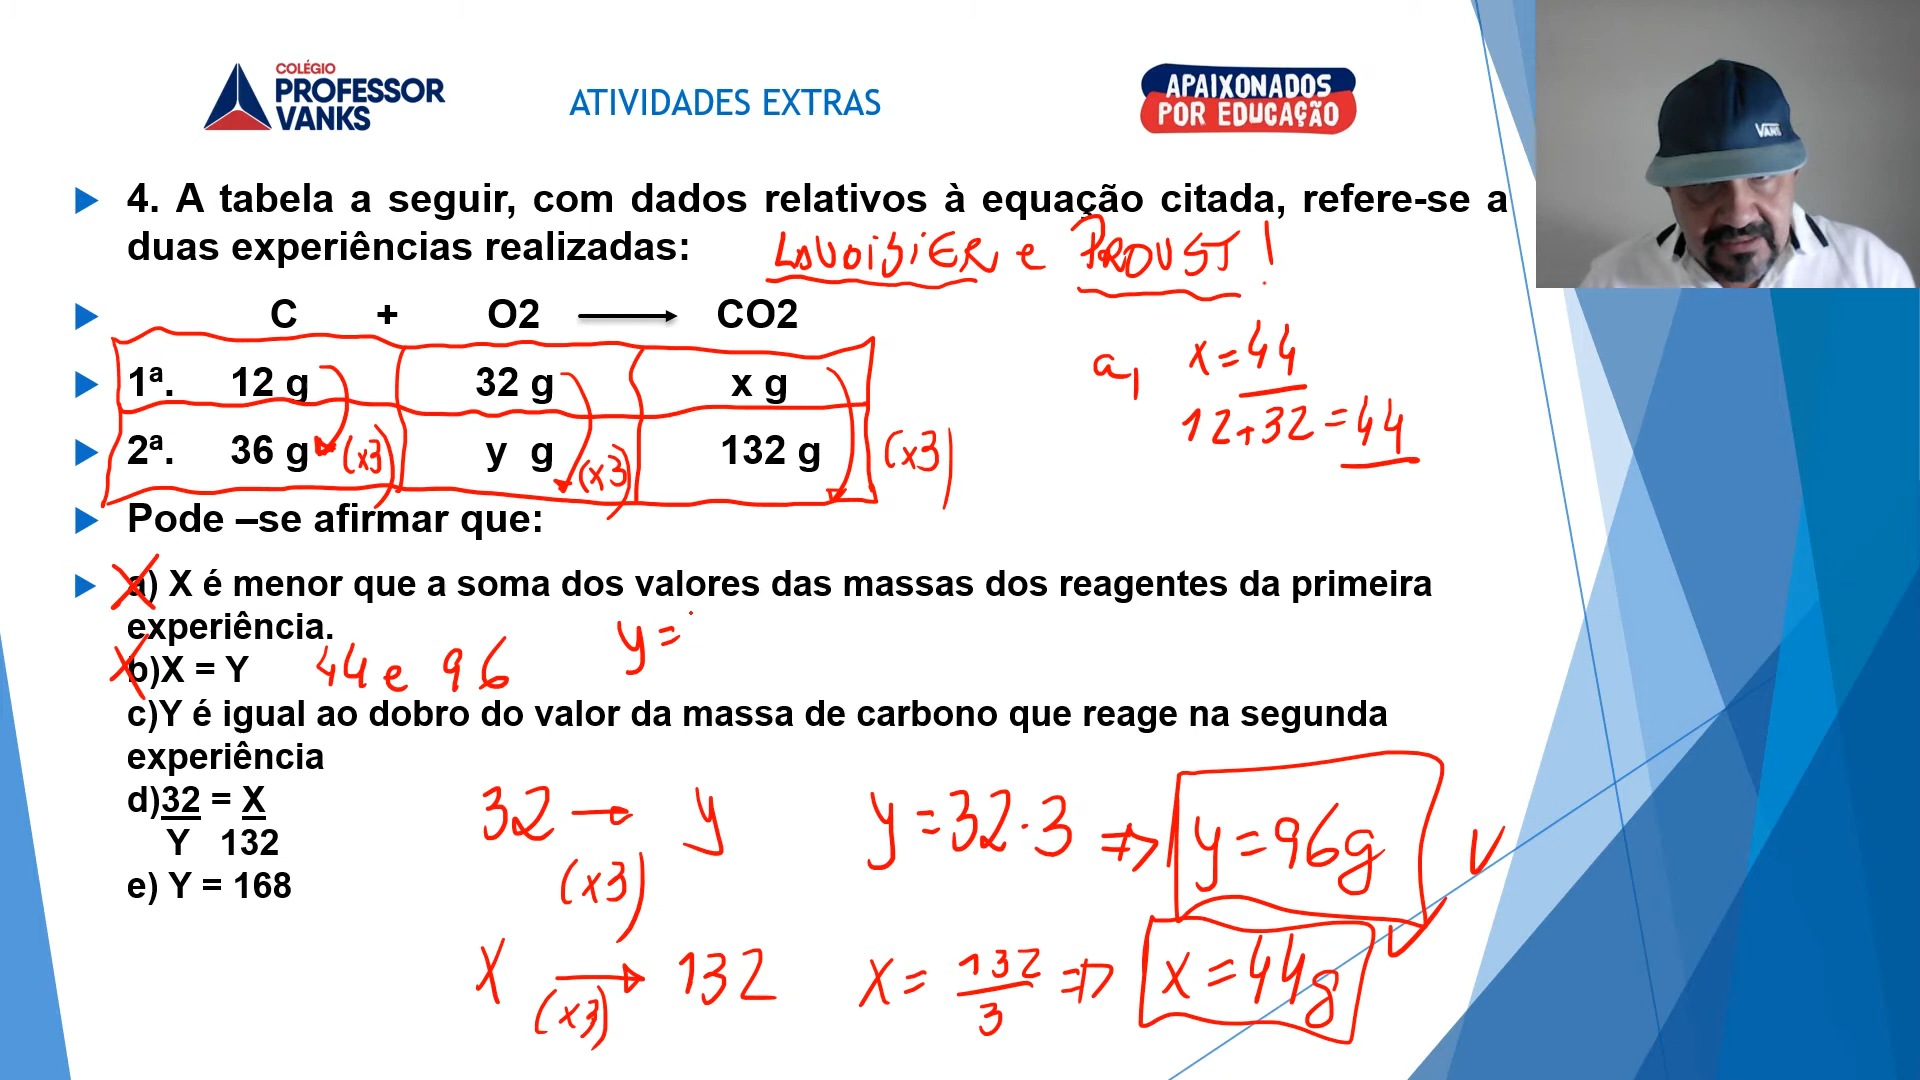 COLÉGIO
PROFESSOR
VANKS
ATIVIDADES EXTRAS
APAIXONADOS
POR EDUCAÇÃO
VANS
4. A tabela a seguir, com dados relativos à equação citada, refere-se a
duas experiências realizadas:
LAVOISIER e PROUST!
C + O2 → CO2
1ª. 12 g 32 g x g
2ª. 36 g (x3) y g (x3) 132 g (x3)
a, x=44
12+32=44
Pode –se afirmar que:
a) X é menor que a soma dos valores das massas dos reagentes da primeira
experiência.
y=
b)X = Y 44 e 96
c)Y é igual ao dobro do valor da massa de carbono que reage na segunda
experiência
d)32 = X
Y 132
e) Y = 168
32 → y
(x3)
y=32·3 ⇒ y=96g
X → 132
(x3)
X = 132/3 ⇒ x=44g